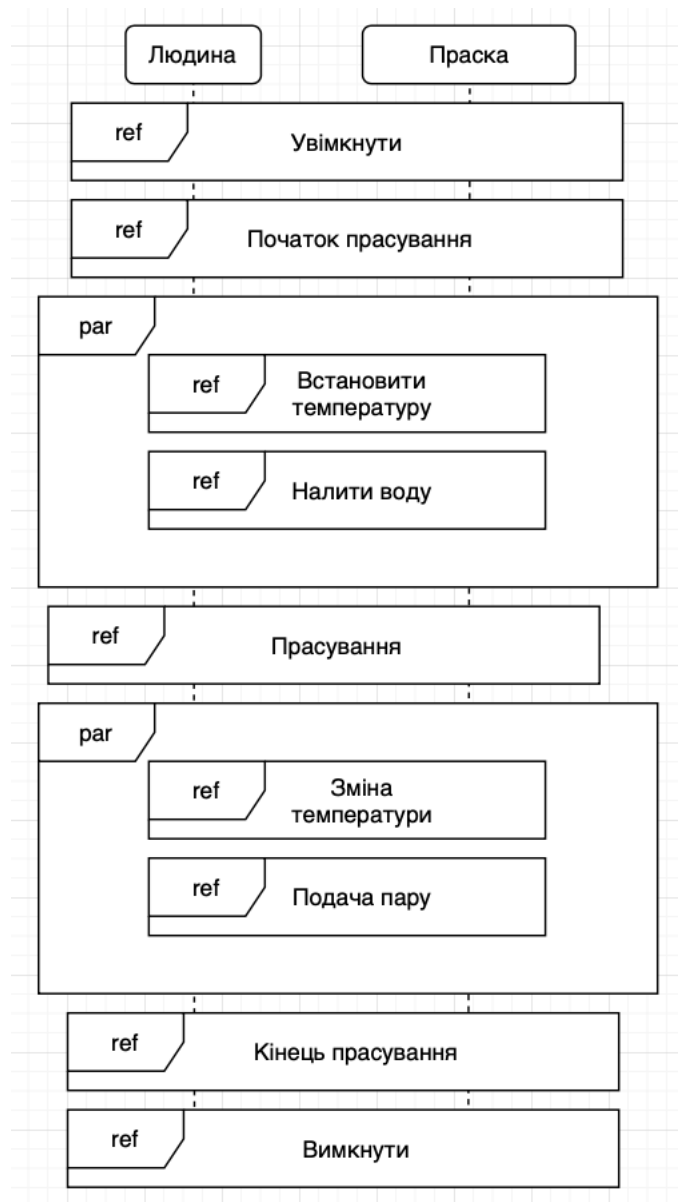 Людина
Праска
ref
Увімкнути
ref
Початок прасування
par
ref
Встановити
температуру
ref
Налити воду
ref
Прасування
par
ref
Зміна
температури
ref
Подача пару
ref
Кінець прасування
ref
Вимкнути